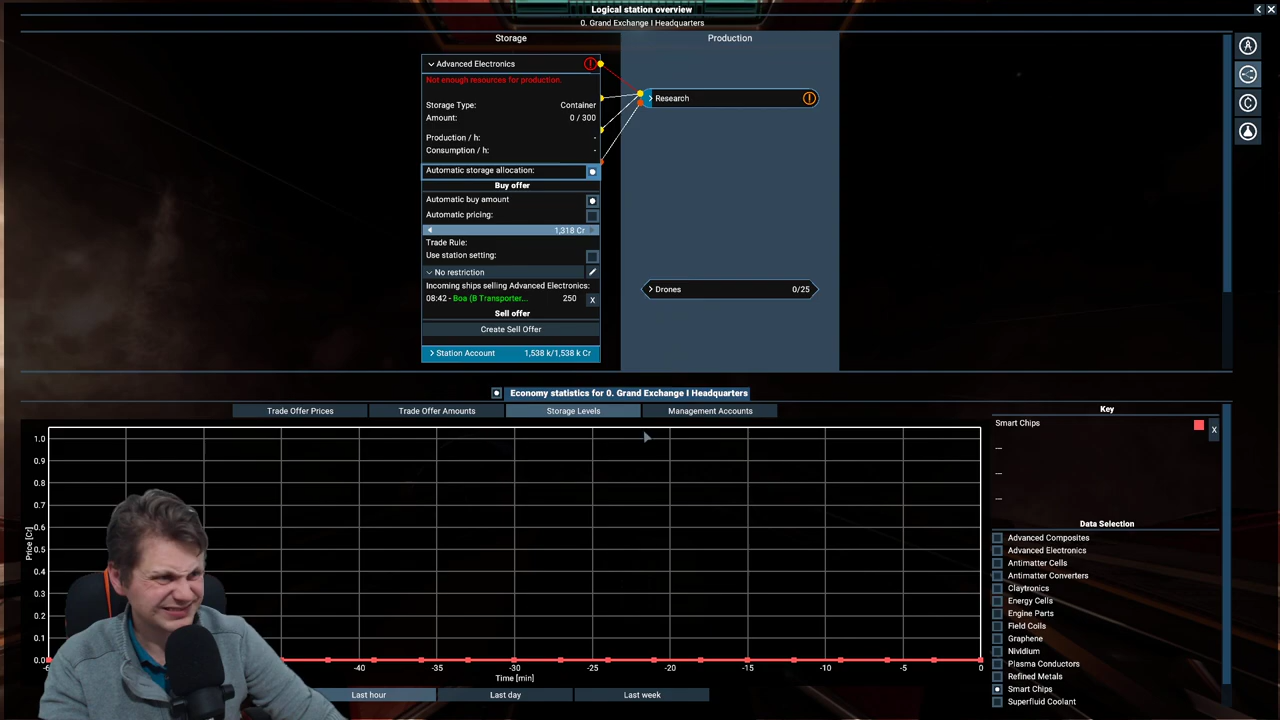 Logical station overview
0. Grand Exchange I Headquarters
Storage
Production
Advanced Electronics
Not enough resources for production.
Storage Type: Container
Amount: 0 / 300
Production / h: -
Consumption / h: -
Automatic storage allocation:
Buy offer
Automatic buy amount
Automatic pricing:
1,318 Cr
Trade Rule:
Use station setting:
No restriction
Incoming ships selling Advanced Electronics:
08:42 - Boa (B Transporter... 250 X
Sell offer
Create Sell Offer
Station Account 1,538 k/1,538 k Cr
Research
Drones 0/25
Economy statistics for 0. Grand Exchange I Headquarters
Trade Offer Prices Trade Offer Amounts Storage Levels Management Accounts
Price [Cr]
1.0
0.9
0.8
0.7
0.6
0.5
0.4
0.3
0.2
0.1
0.0
-40 -35 -30 -25 -20 -15 -10 -5 0
Time [min]
Last hour Last day Last week
Key
Smart Chips X
---
---
---
Data Selection
Advanced Composites
Advanced Electronics
Antimatter Cells
Antimatter Converters
Claytronics
Energy Cells
Engine Parts
Field Coils
Graphene
Nividium
Plasma Conductors
Refined Metals
Smart Chips
Superfluid Coolant